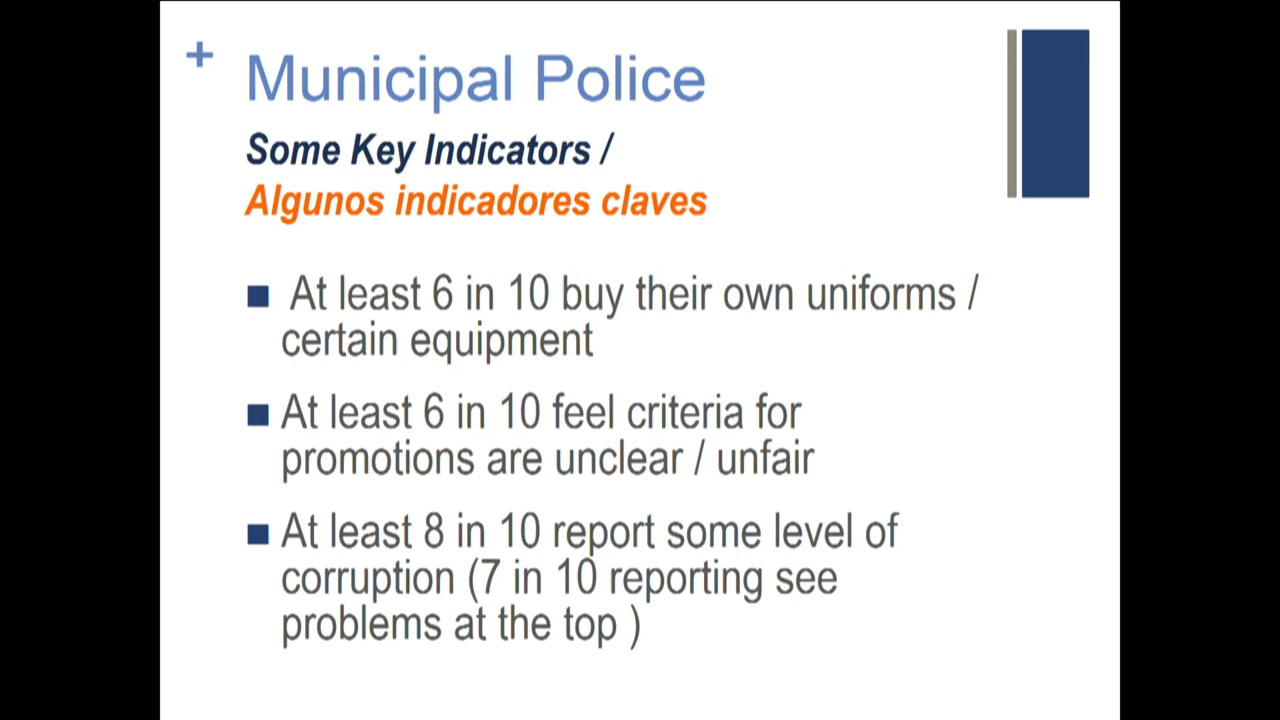 +
Municipal Police
Some Key Indicators /
Algunos indicadores claves
At least 6 in 10 buy their own uniforms /
certain equipment
At least 6 in 10 feel criteria for
promotions are unclear / unfair
At least 8 in 10 report some level of
corruption (7 in 10 reporting see
problems at the top )